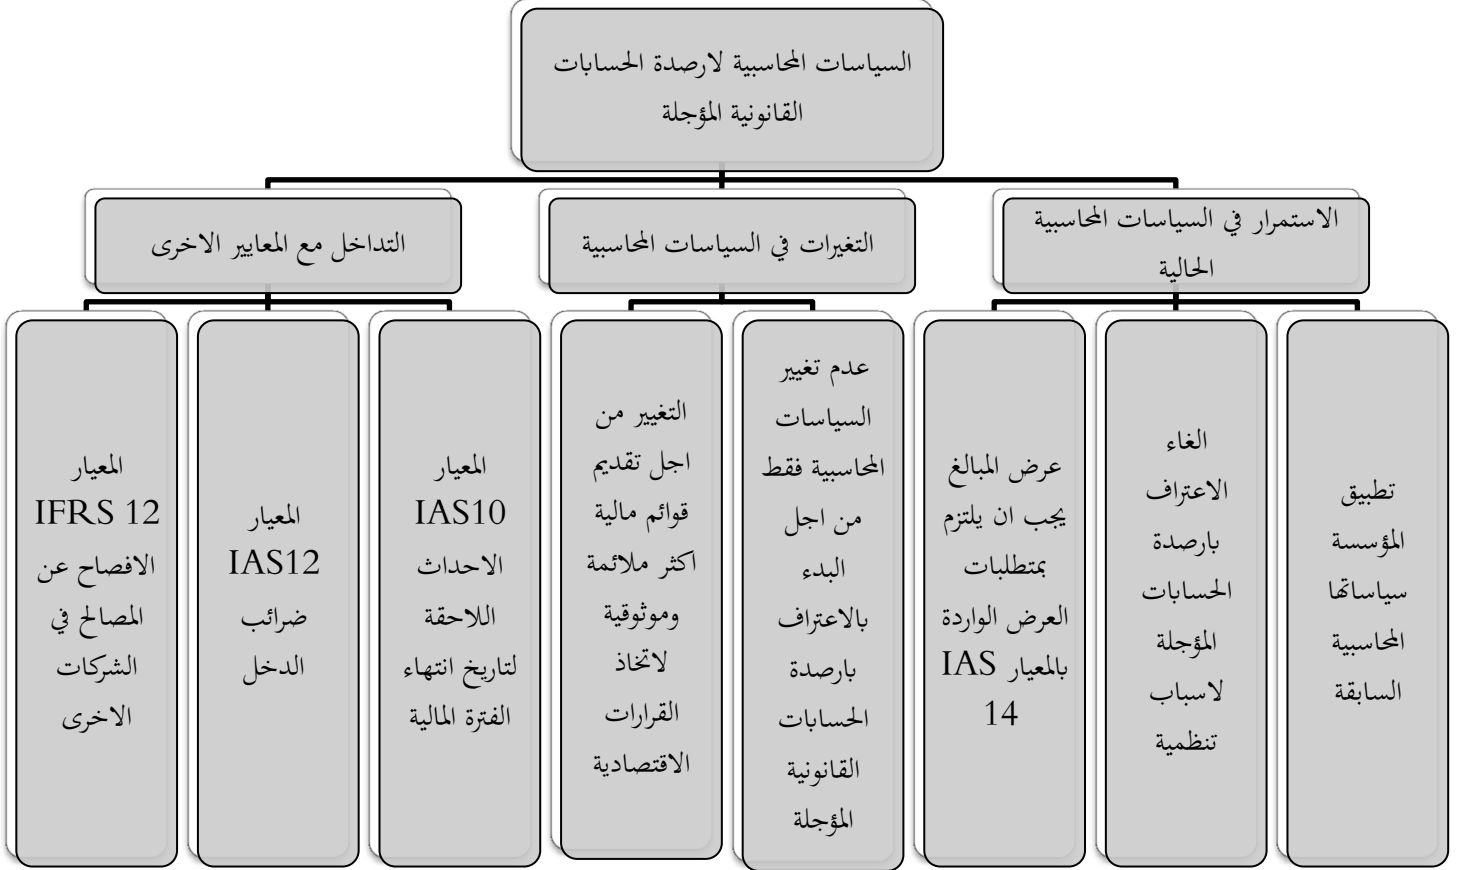 السياسات المحاسبية لارصدة الحسابات
القانونية المؤجلة
الاستمرار في السياسات المحاسبية
الحالية
التغيرات في السياسات المحاسبية
التداخل مع المعايير الاخرى
تطبيق
المؤسسة
سياساتها
المحاسبية
السابقة
الغاء
الاعتراف
بارصدة
الحسابات
المؤجلة
لاسباب
تنظمية
عرض المبالغ
يجب ان يلتزم
بمتطلبات
العرض الواردة
بالمعيار IAS
14
عدم تغيير
السياسات
المحاسبية فقط
من اجل
البدء
بالاعتراف
بارصدة
الحسابات
القانونية
المؤجلة
التغيير من
اجل تقديم
قوائم مالية
اكثر ملائمة
وموثوقية
لاتخاذ
القرارات
الاقتصادية
المعيار
IAS10
الاحداث
اللاحقة
لتاريخ انتهاء
الفترة المالية
المعيار
IAS12
ضرائب
الدخل
المعيار
IFRS 12
الافصاح عن
المصالح في
الشركات
الاخرى